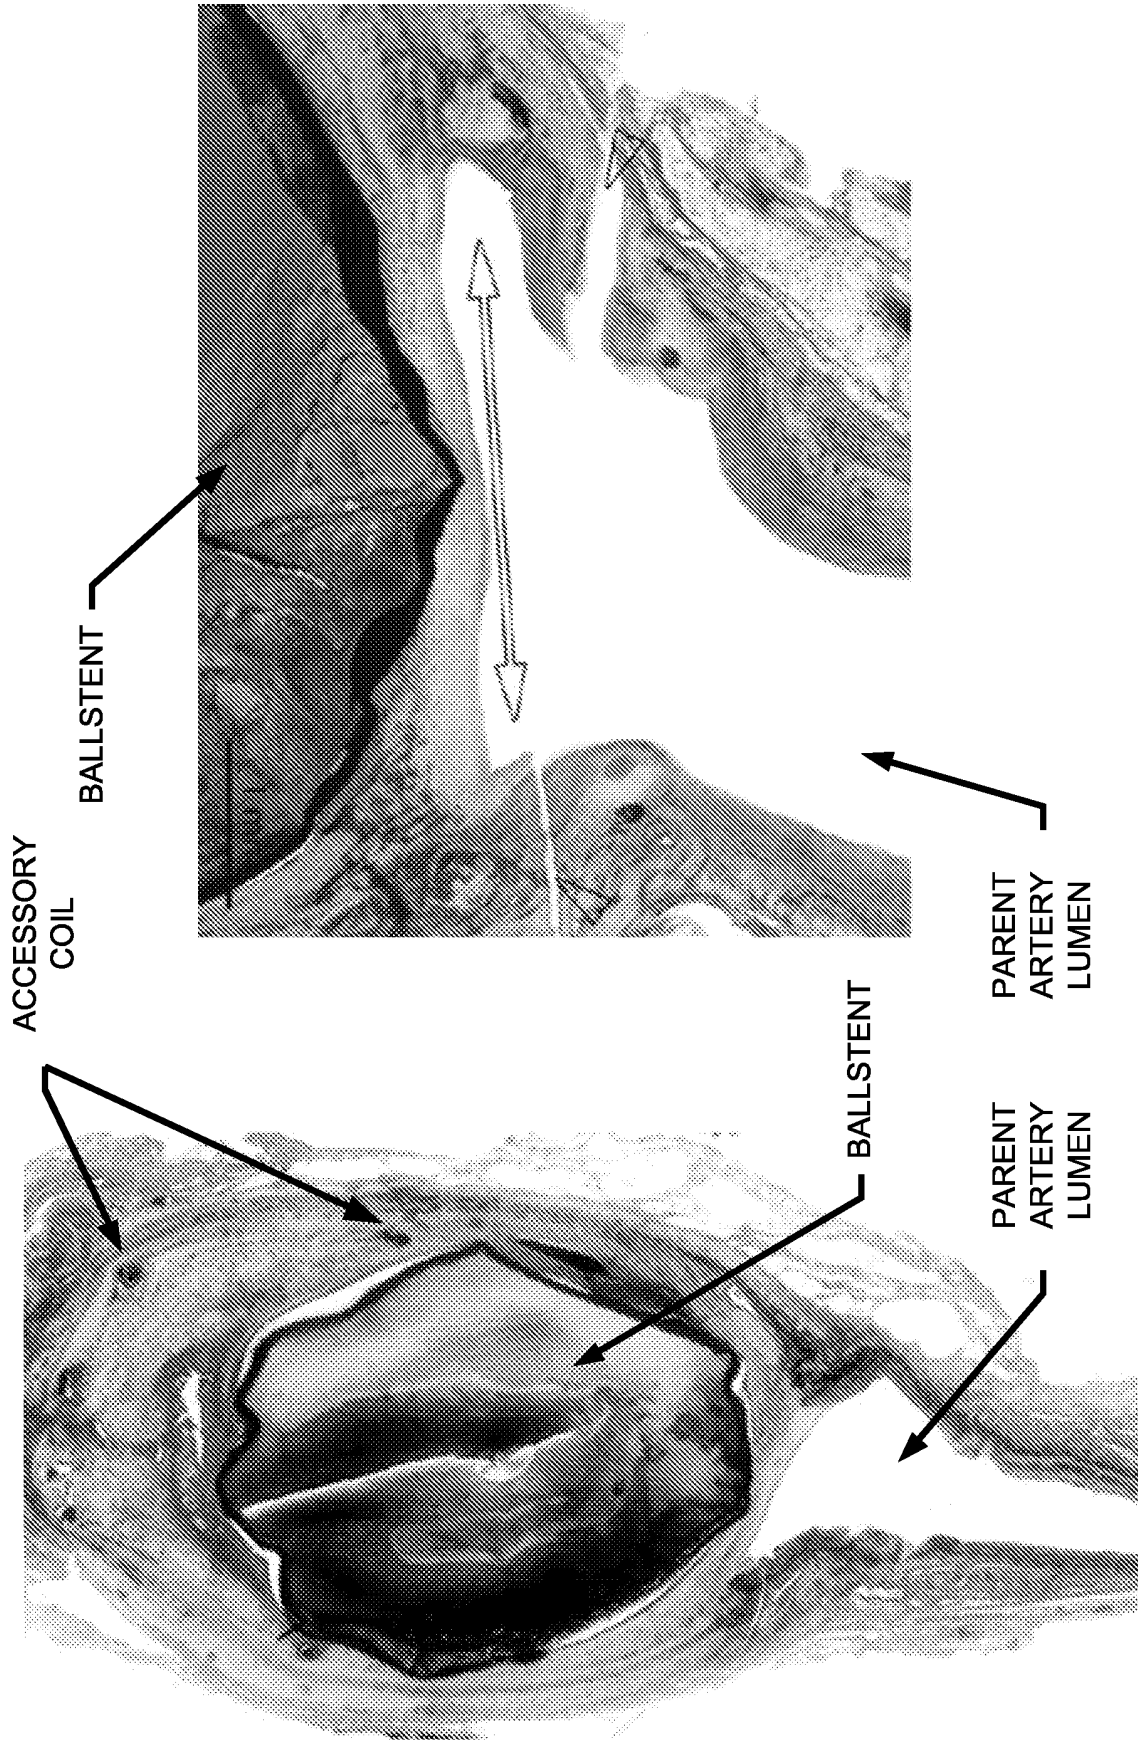 ACCESSORY
COIL
BALLSTENT
BALLSTENT
PARENT
ARTERY
LUMEN
PARENT
ARTERY
LUMEN